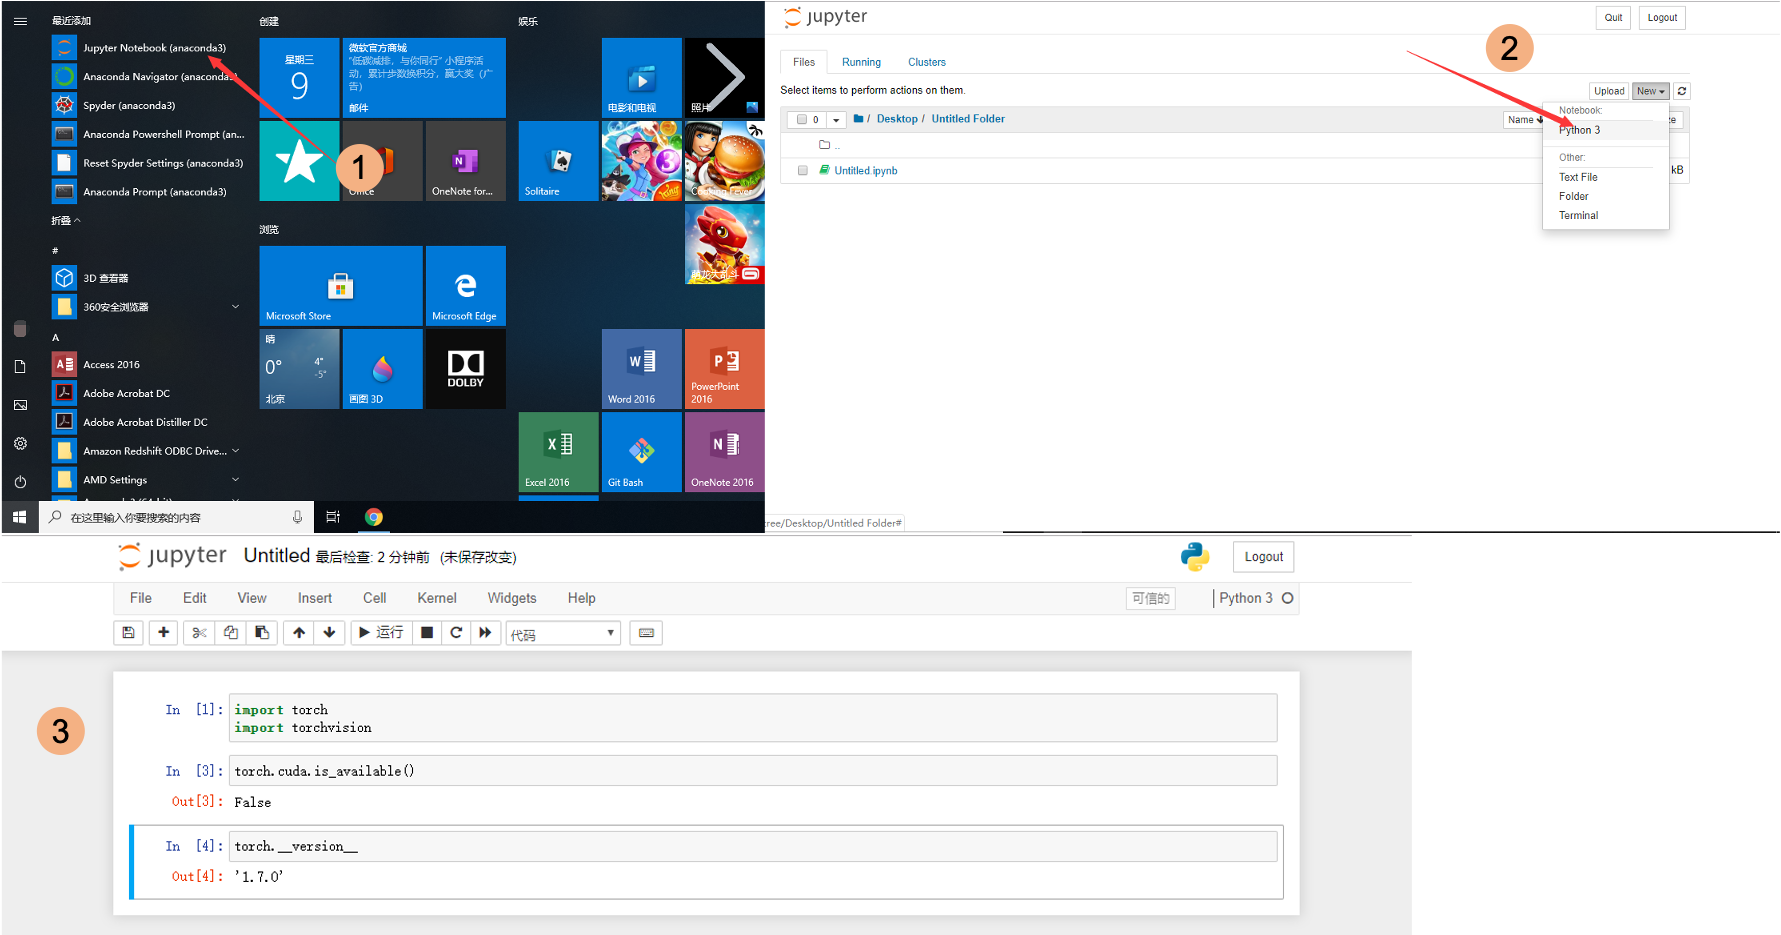 最近添加
Jupyter Notebook (anaconda3)
Anaconda Navigator (anaconda3)
Spyder (anaconda3)
Anaconda Powershell Prompt (an...
Reset Spyder Settings (anaconda3)
Anaconda Prompt (anaconda3)
折叠
#
3D 查看器
360安全浏览器
A
Access 2016
Adobe Acrobat DC
Adobe Acrobat Distiller DC
Amazon Redshift ODBC Drive...
AMD Settings
在这里输入你要搜索的内容
创建
星期三
9
微软官方商城
"低碳减排，与你同行" 小程序活
动，累计步数换积分，赢大奖（广
告）
邮件
Office
OneNote for...
1
浏览
Microsoft Store
Microsoft Edge
晴
0°
4°
-5°
北京
画图 3D
DOLBY
娱乐
电影和电视
照片
Solitaire
3
King
Cooking Fever
萌龙大乱斗
Word 2016
PowerPoint
2016
Excel 2016
Git Bash
OneNote 2016
jupyter
Quit
Logout
2
Files
Running
Clusters
Select items to perform actions on them.
Upload
New
0
/ Desktop / Untitled Folder
Name
Notebook:
Python 3
Other:
Text File
Folder
Terminal
..
Untitled.ipynb
kB
tree/Desktop/Untitled Folder#
jupyter Untitled 最后检查: 2 分钟前 (未保存改变)
Logout
File Edit View Insert Cell Kernel Widgets Help
可信的
Python 3
运行
代码
3
In [1]: import torch
import torchvision
In [3]: torch.cuda.is_available()
Out[3]: False
In [4]: torch.__version__
Out[4]: '1.7.0'